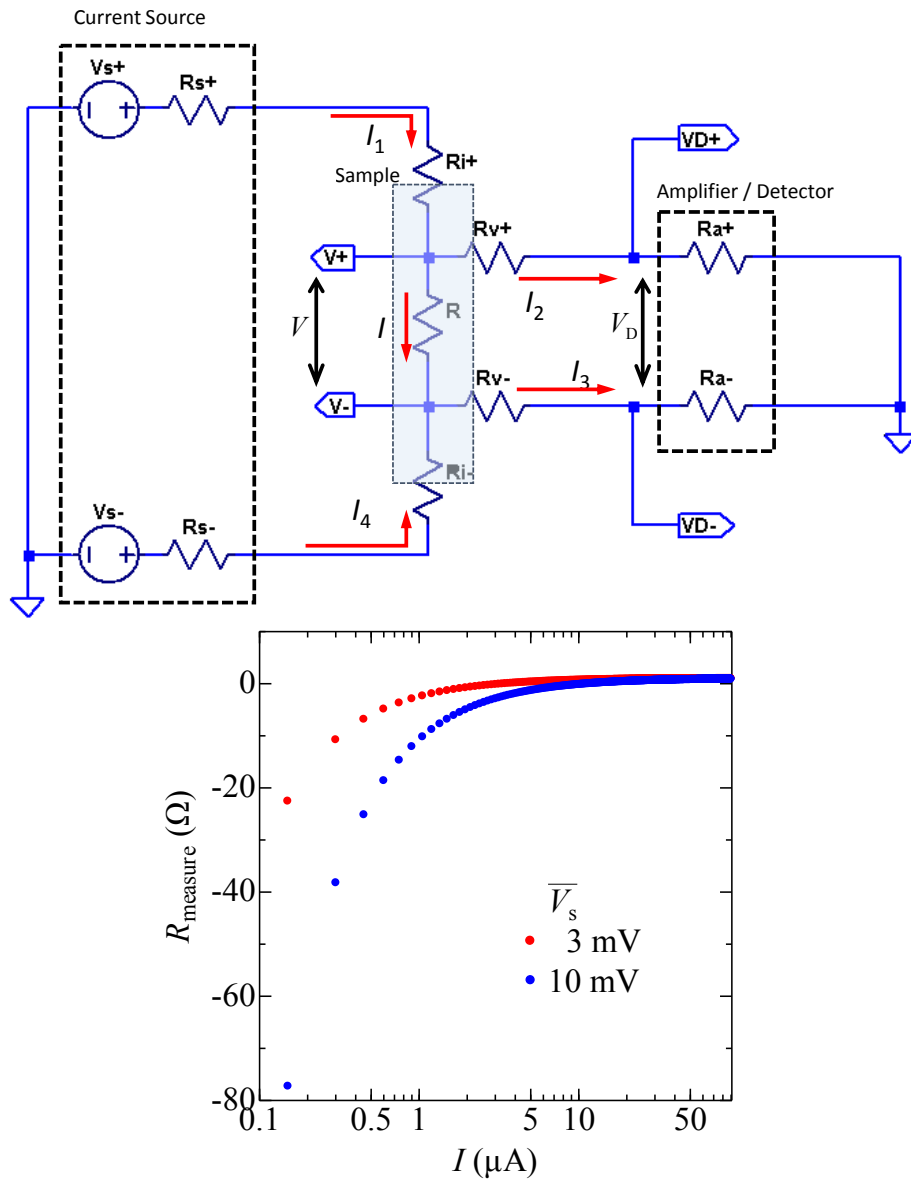 Current Source
Vs+
Rs+
I1
Ri+
Sample
VD+
Amplifier / Detector
Rv+
Ra+
V+
I2
V
I
R
VD
Rv-
I3
Ra-
V-
Ri-
I4
Vs-
Rs-
VD-
0
-20
-40
-60
-80
Rmeasure (Ω)
V̅s
3 mV
10 mV
0.1
0.5
1
5
10
50
I (μA)